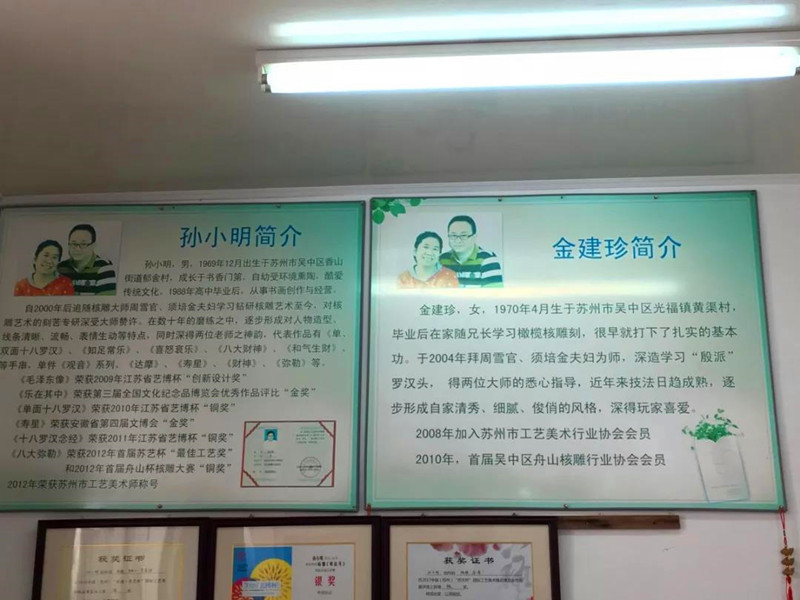 孙小明简介
孙小明、男，1969年12月出生于苏州市吴中区香山
街道郁舍村，成长于书香门第，自幼受环境熏陶，酷爱
传统文化，1988年高中毕业后，从事书画创作与经营。
自2000年后追随核雕大师周雪官、须培金夫妇学习钻研核雕艺术至今，对核
雕艺术的刻苦专研深受大师赞许。在数十年的磨练之中，逐步形成对人物造型、
线条清晰、流畅、表情生动等特点，同时深得两位老师之神韵，代表作品有《单、
双面十八罗汉》、《知足常乐》、《喜怒哀乐》、《八大财神》、《和气生财》、
等手串，单件《观音》系列、《达摩》、《寿星》、《财神》、《弥勒》等。
《毛泽东像》荣获2009年江苏省艺博杯“创新设计奖”
《乐在其中》荣获第三届全国文化纪念品博览会优秀作品评比“金奖”
《单面十八罗汉》荣获2010年江苏省艺博杯“铜奖”
《寿星》荣获安徽省第四届文博会“金奖”
《十八罗汉念经》荣获2011年江苏省艺博杯“铜奖”
《八大弥勒》荣获2012年首届苏艺杯“最佳工艺奖”
和2012年首届舟山杯核雕大赛“铜奖”
2012年荣获苏州市工艺美术师称号
金建珍简介
金建珍，女，1970年4月生于苏州市吴中区光福镇黄渠村，
毕业后在家随兄长学习橄榄核雕刻，很早就打下了扎实的基本
功。于2004年拜周雪官、须培金夫妇为师，深造学习“殷派”
罗汉头，得两位大师的悉心指导，近年来技法日趋成熟，逐
步形成自家清秀、细腻、俊俏的风格，深得玩家喜爱。
2008年加入苏州市工艺美术行业协会会员
2010年，首届吴中区舟山核雕行业协会会员
获奖证书
银奖
获奖证书